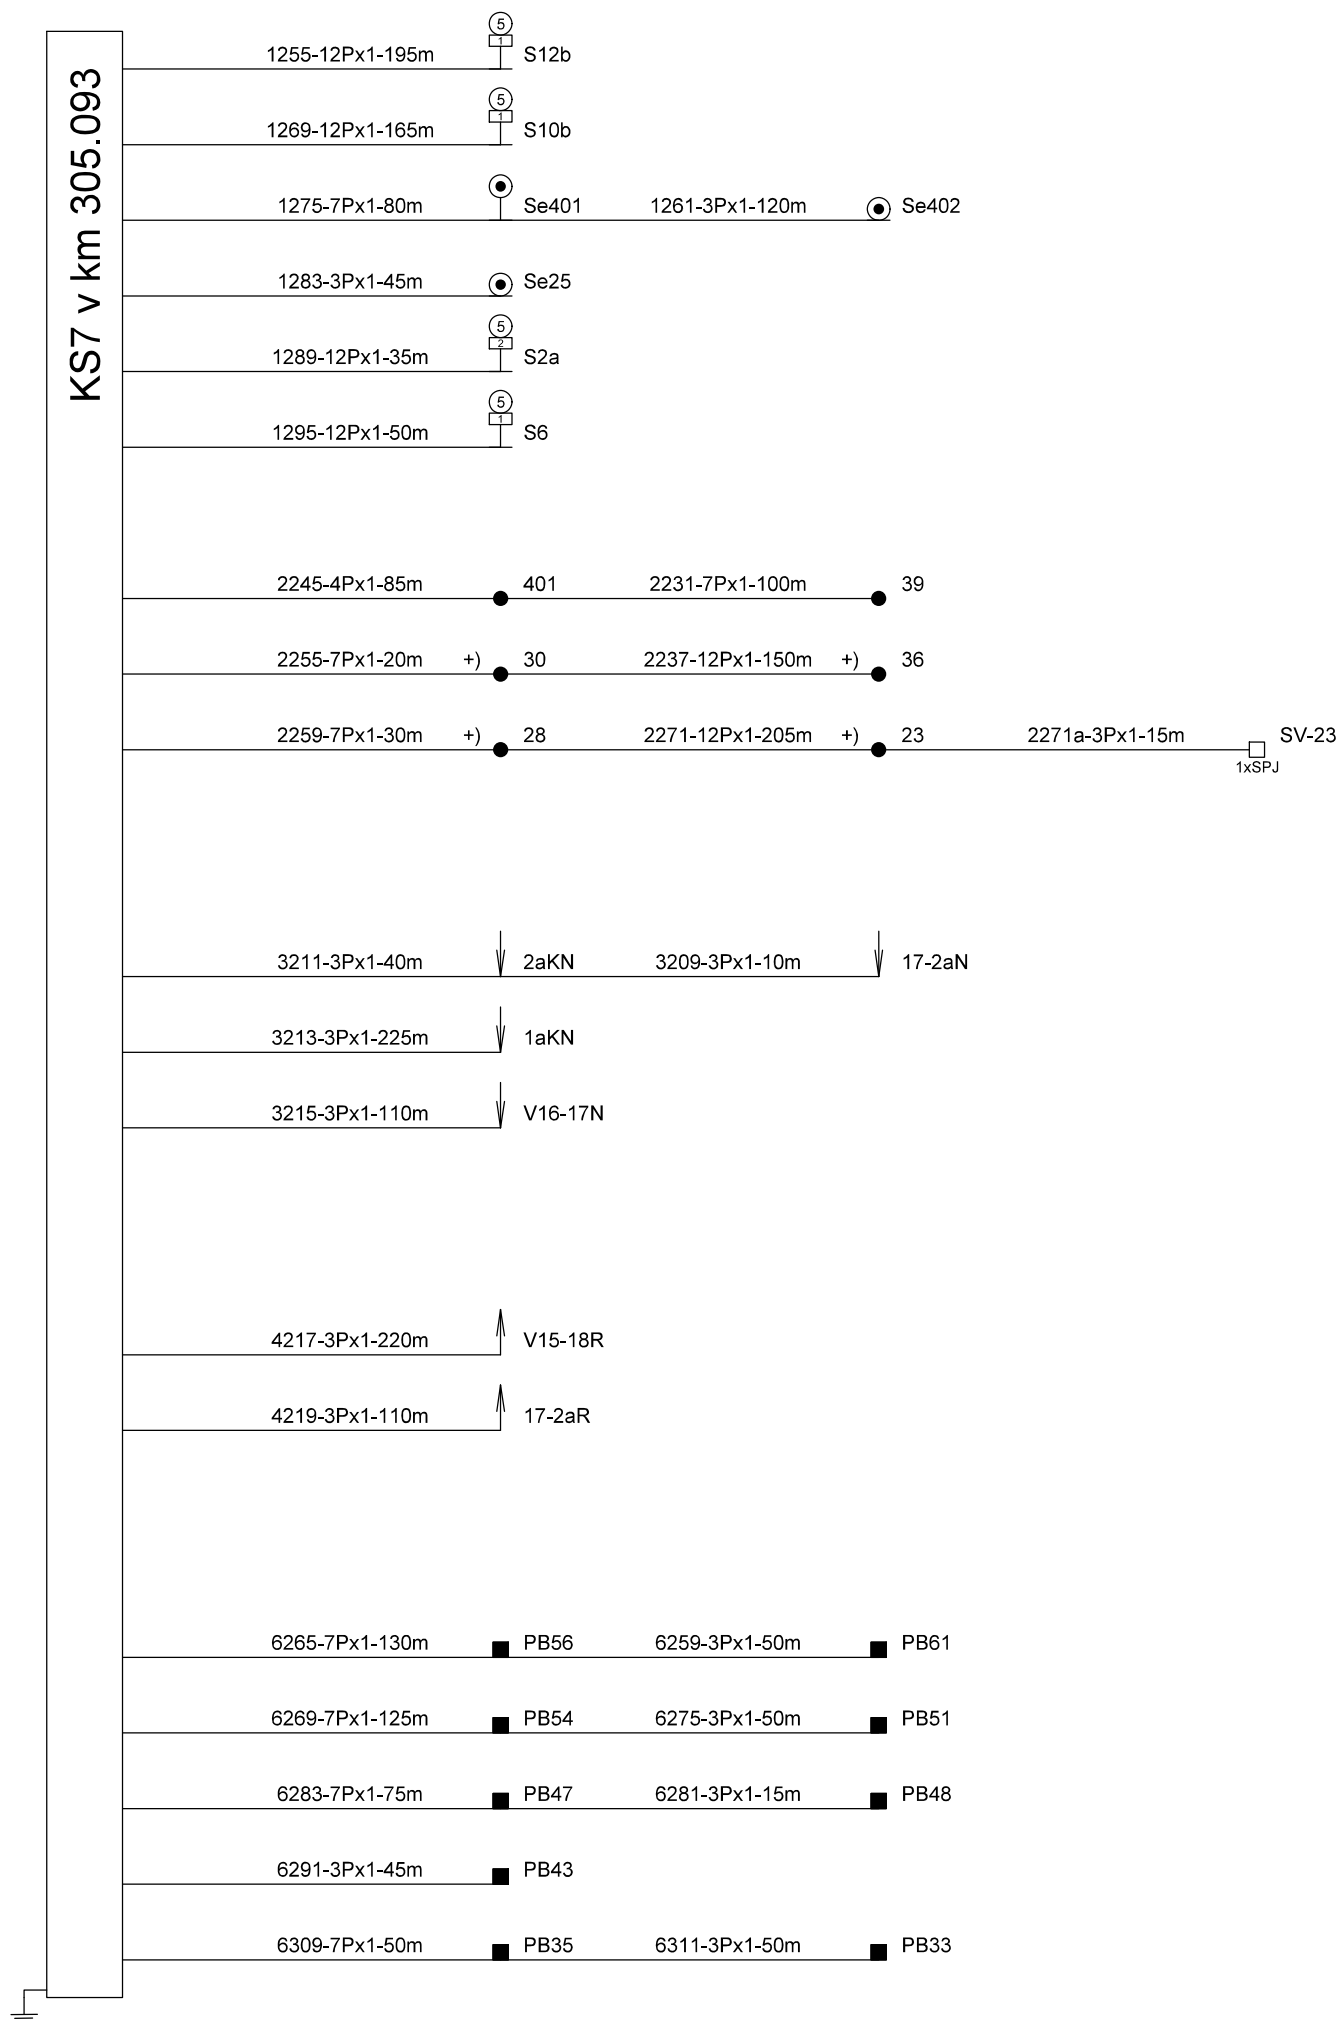 KS7 v km 305.093
5
1
1255-12Px1-195m S12b
5
1
1269-12Px1-165m S10b
1275-7Px1-80m Se401 1261-3Px1-120m Se402
1283-3Px1-45m Se25
5
2
1289-12Px1-35m S2a
5
1
1295-12Px1-50m S6
2245-4Px1-85m 401 2231-7Px1-100m 39
2255-7Px1-20m +) 30 2237-12Px1-150m +) 36
2259-7Px1-30m +) 28 2271-12Px1-205m +) 23 2271a-3Px1-15m SV-23
1xSPJ
3211-3Px1-40m 2aKN 3209-3Px1-10m 17-2aN
3213-3Px1-225m 1aKN
3215-3Px1-110m V16-17N
4217-3Px1-220m V15-18R
4219-3Px1-110m 17-2aR
6265-7Px1-130m PB56 6259-3Px1-50m PB61
6269-7Px1-125m PB54 6275-3Px1-50m PB51
6283-7Px1-75m PB47 6281-3Px1-15m PB48
6291-3Px1-45m PB43
6309-7Px1-50m PB35 6311-3Px1-50m PB33